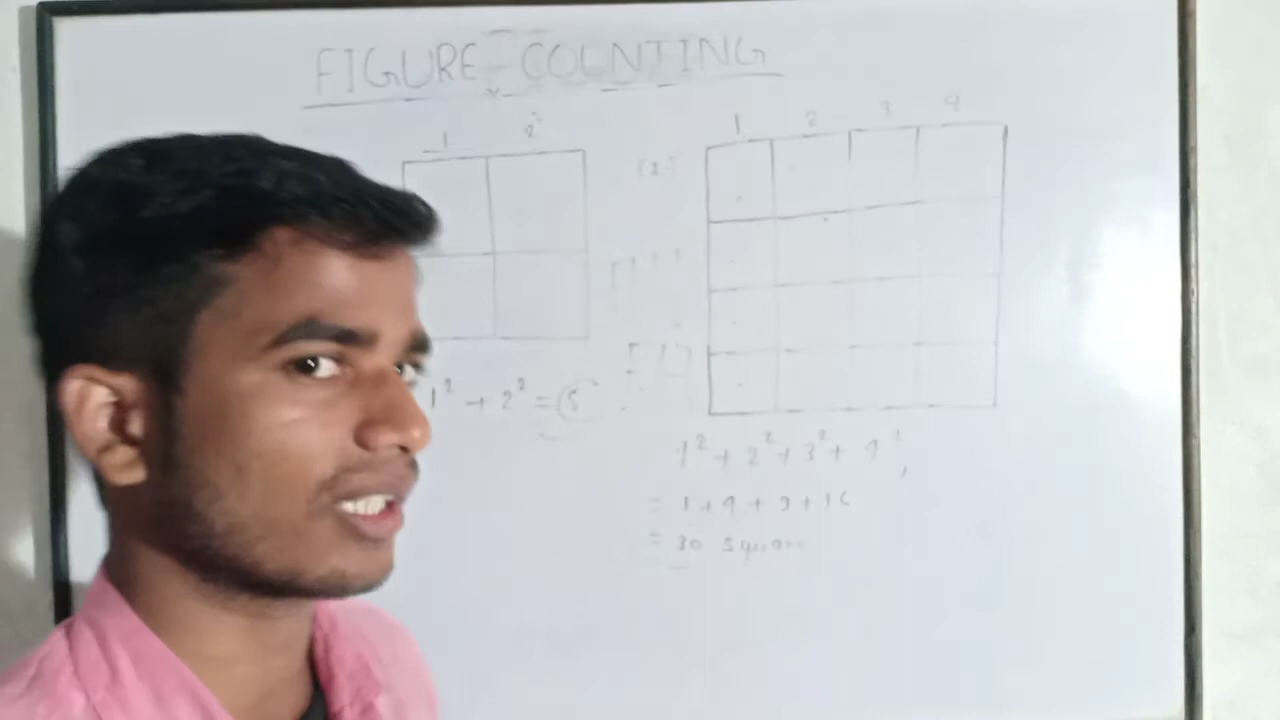 FIGURE-COUNTING
1 2
1 2 3 4
(2)
1² + 2² = 5
1² + 2² + 3² + 4²,
= 1 + 4 + 9 + 16
= 30 Square